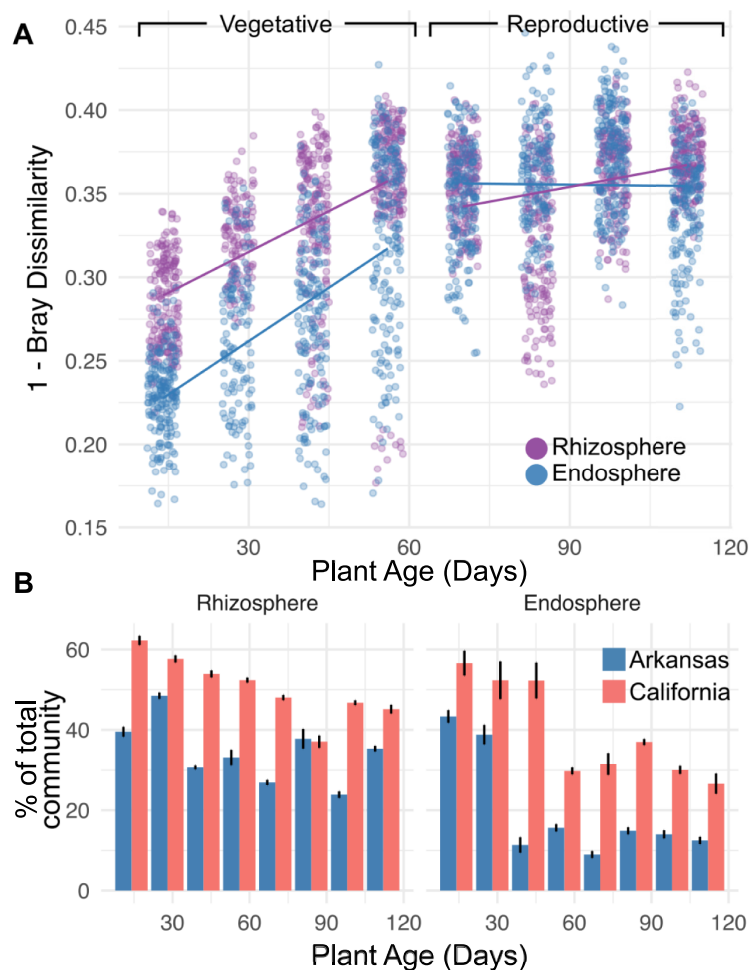 A
Vegetative
Reproductive
0.45
0.40
0.35
0.30
0.25
0.20
0.15
1 - Bray Dissimilarity
Rhizosphere
Endosphere
30
60
90
120
Plant Age (Days)
B
Rhizosphere
Endosphere
60
40
20
0
% of total
community
Arkansas
California
30
60
90
120
30
60
90
120
Plant Age (Days)